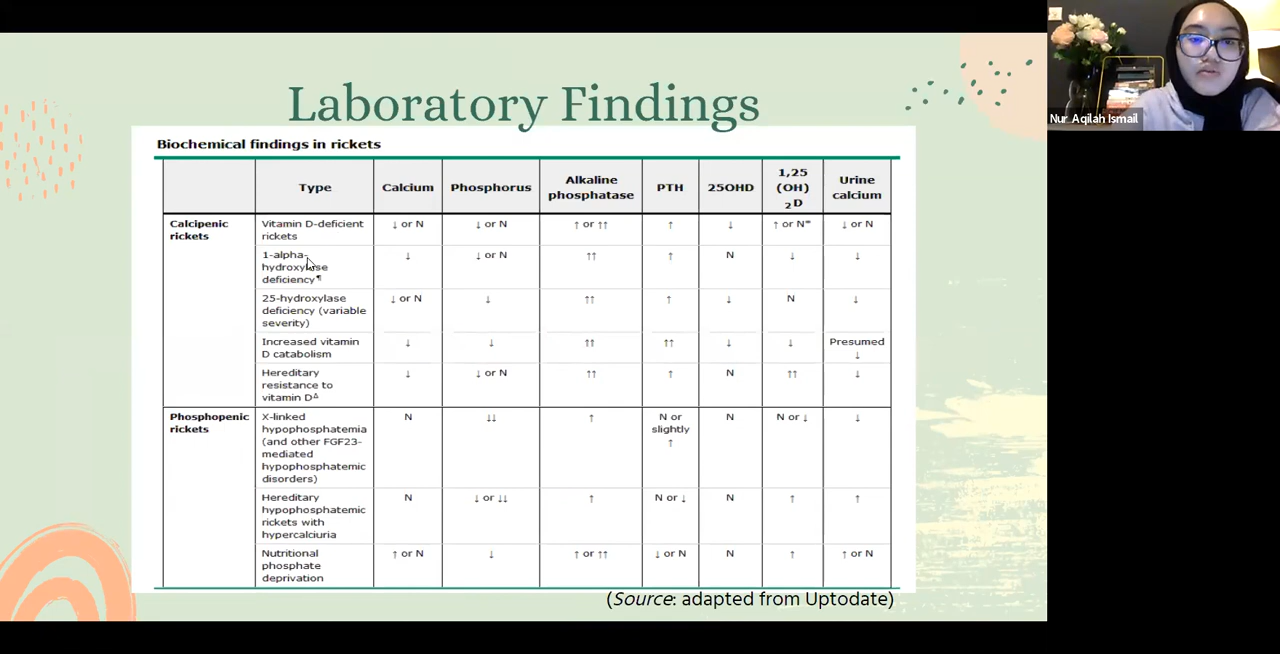 Laboratory Findings
Nur Aqilah Ismail
Biochemical findings in rickets
Type Calcium Phosphorus Alkaline phosphatase PTH 25OHD 1,25 (OH) 2D Urine calcium
Calcipenic rickets
Vitamin D-deficient rickets ↓ or N ↓ or N ↑ or ↑↑ ↑ ↓ ↑ or N* ↓ or N
1-alpha-hydroxylase deficiency¶ ↓ ↓ or N ↑↑ ↑ N ↓ ↓
25-hydroxylase deficiency (variable severity) ↓ or N ↓ ↑↑ ↑ ↓ N ↓
Increased vitamin D catabolism ↓ ↓ ↑↑ ↑↑ ↓ ↓ Presumed ↓
Hereditary resistance to vitamin DΔ ↓ ↓ or N ↑↑ ↑ N ↑↑ ↓
Phosphopenic rickets
X-linked hypophosphatemia (and other FGF23-mediated hypophosphatemic disorders) N ↓↓ ↑ N or slightly ↑ N N or ↓ ↓
Hereditary hypophosphatemic rickets with hypercalciuria N ↓ or ↓↓ ↑ N or ↓ N ↑ ↑
Nutritional phosphate deprivation ↑ or N ↓ ↑ or ↑↑ ↓ or N N ↑ ↑ or N
(Source: adapted from Uptodate)